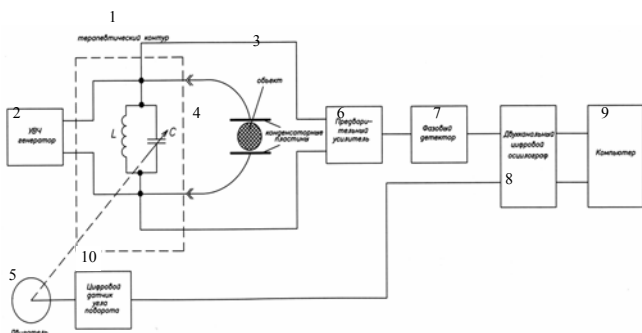 1
терапевтический контур
3
объект
2
УВЧ
генератор
L
C
4
конденсаторные
пластины
6
Предвари-
тельный
усилитель
7
Фазовый
детектор
Двухканальный
цифровой
осциллограф
8
9
Компьютер
10
5
Цифровой
датчик
угла
поворота
Двигатель